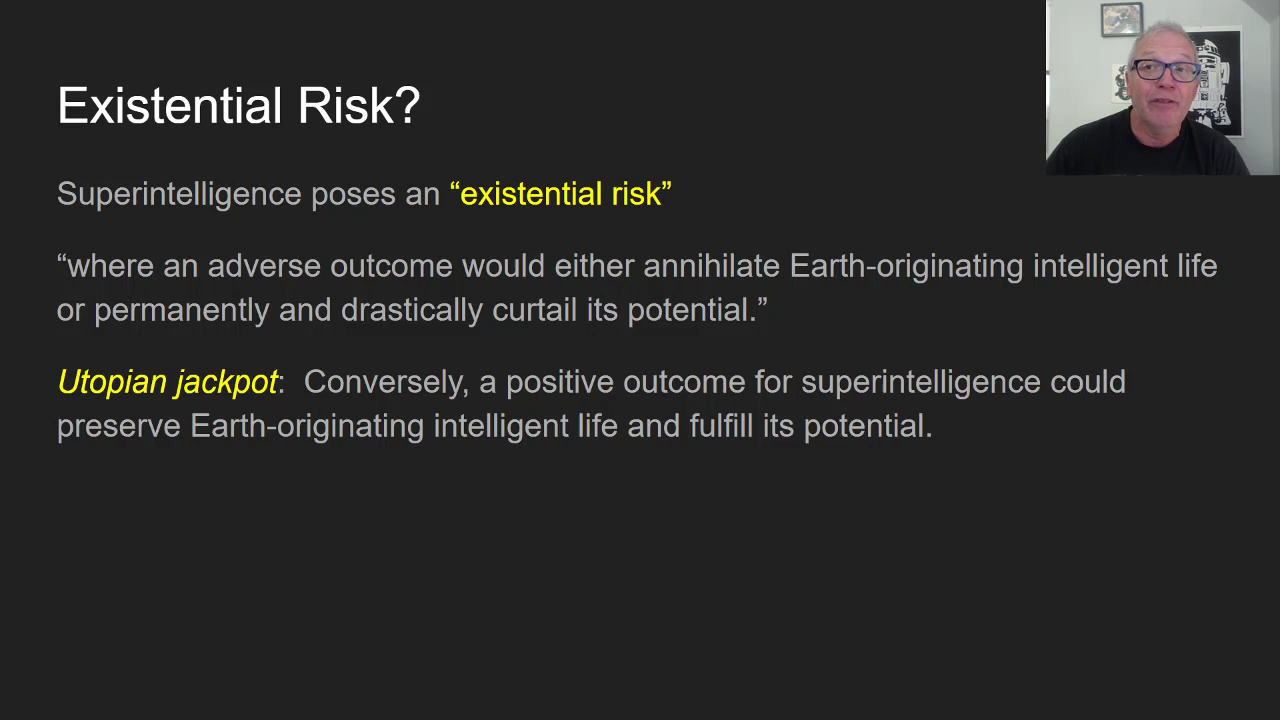 Existential Risk?
Superintelligence poses an “existential risk”
“where an adverse outcome would either annihilate Earth-originating intelligent life
or permanently and drastically curtail its potential.”
Utopian jackpot:  Conversely, a positive outcome for superintelligence could
preserve Earth-originating intelligent life and fulfill its potential.